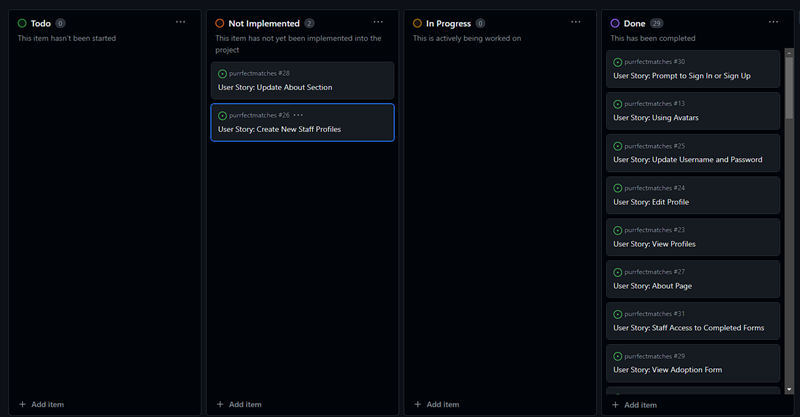 Todo 0
This item hasn't been started
Add item
Not Implemented 2
This item has not yet been implemented into the
project
purrfectmatches #28
User Story: Update About Section
purrfectmatches #26
User Story: Create New Staff Profiles
Add item
In Progress 0
This is actively being worked on
Add item
Done 29
This has been completed
purrfectmatches #30
User Story: Prompt to Sign In or Sign Up
purrfectmatches #13
User Story: Using Avatars
purrfectmatches #25
User Story: Update Username and Password
purrfectmatches #24
User Story: Edit Profile
purrfectmatches #23
User Story: View Profiles
purrfectmatches #27
User Story: About Page
purrfectmatches #31
User Story: Staff Access to Completed Forms
purrfectmatches #29
User Story: View Adoption Form
Add item